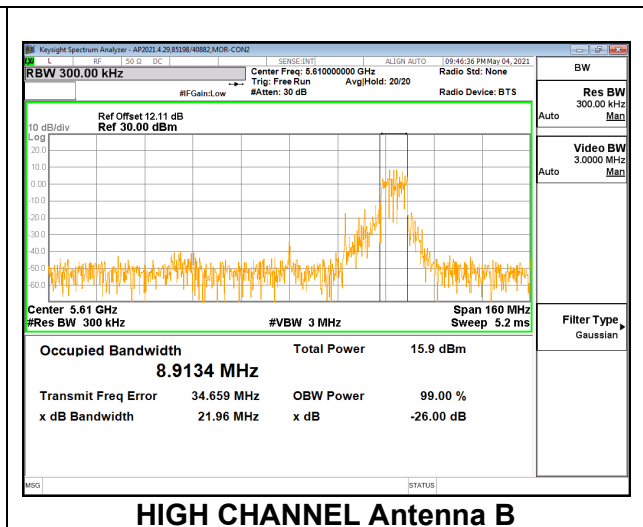 Keysight Spectrum Analyzer - AP2021.4.29,85198/40882,MOR-CON2
L RF 50 Ω DC SENSE:INT ALIGN AUTO 09:46:36 PM May 04, 2021
RBW 300.00 kHz Center Freq: 5.610000000 GHz Radio Std: None
Trig: Free Run Avg|Hold: 20/20
#IFGain:Low #Atten: 30 dB Radio Device: BTS
BW
Res BW
300.00 kHz
Auto Man
Video BW
3.0000 MHz
Auto Man
Filter Type
Gaussian
Ref Offset 12.11 dB
10 dB/div Ref 30.00 dBm
Log
20.0
10.0
0.00
-10.0
-20.0
-30.0
-40.0
-50.0
-60.0
Center 5.61 GHz Span 160 MHz
#Res BW 300 kHz #VBW 3 MHz Sweep 5.2 ms
Occupied Bandwidth Total Power 15.9 dBm
8.9134 MHz
Transmit Freq Error 34.659 MHz OBW Power 99.00 %
x dB Bandwidth 21.96 MHz x dB -26.00 dB
MSG STATUS
HIGH CHANNEL Antenna B